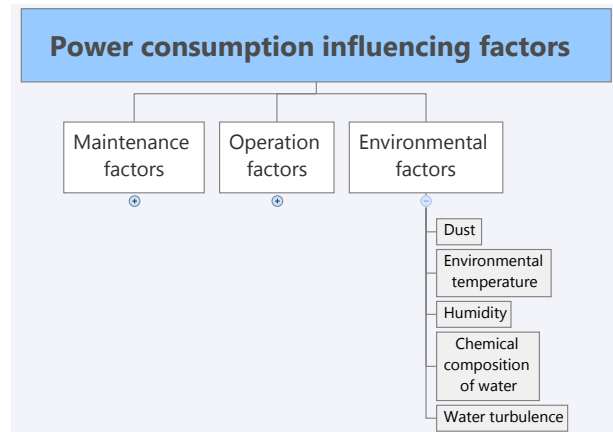 Power consumption influencing factors
Maintenance
factors
Operation
factors
Environmental
factors
Dust
Environmental
temperature
Humidity
Chemical
composition
of water
Water turbulence